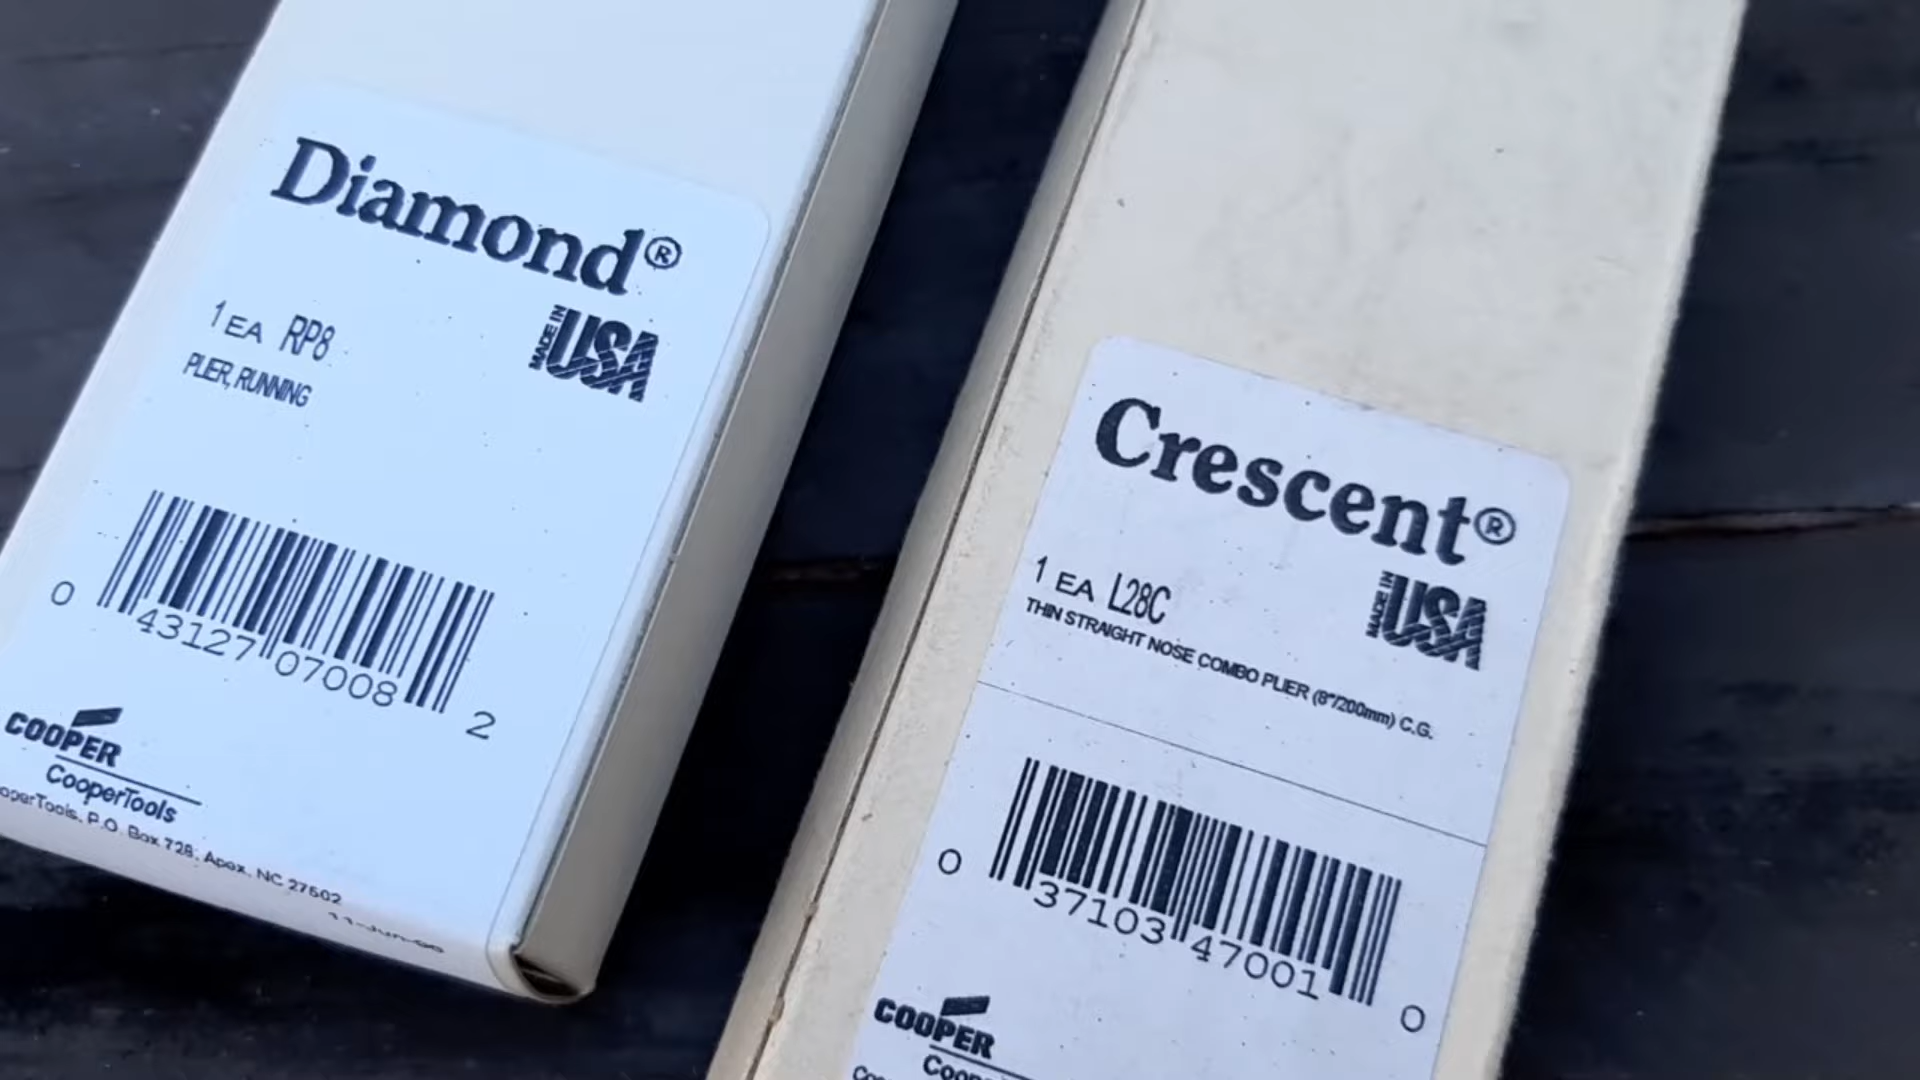 Diamond®
1 EA RP8
MADE IN USA
PLIER, RUNNING
0 43127 07008 2
COOPER
CooperTools
operTools, P.O. Box 728, Apex, NC 27502
Crescent®
1 EA L28C
MADE IN USA
THIN STRAIGHT NOSE COMBO PLIER (8"/200mm) C.G.
0 37103 47001 0
COOPER